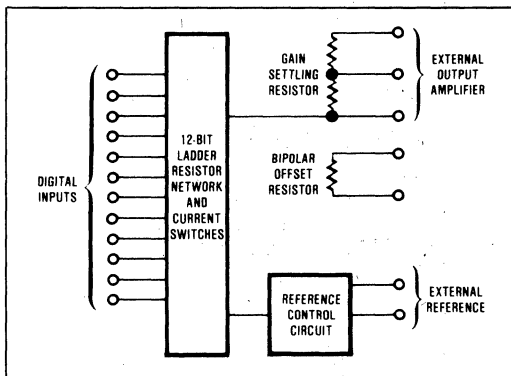 GAIN
SETTLING
RESISTOR
EXTERNAL
OUTPUT
AMPLIFIER
DIGITAL
INPUTS
12-BIT
LADDER
RESISTOR
NETWORK
AND
CURRENT
SWITCHES
BIPOLAR
OFFSET
RESISTOR
REFERENCE
CONTROL
CIRCUIT
EXTERNAL
REFERENCE